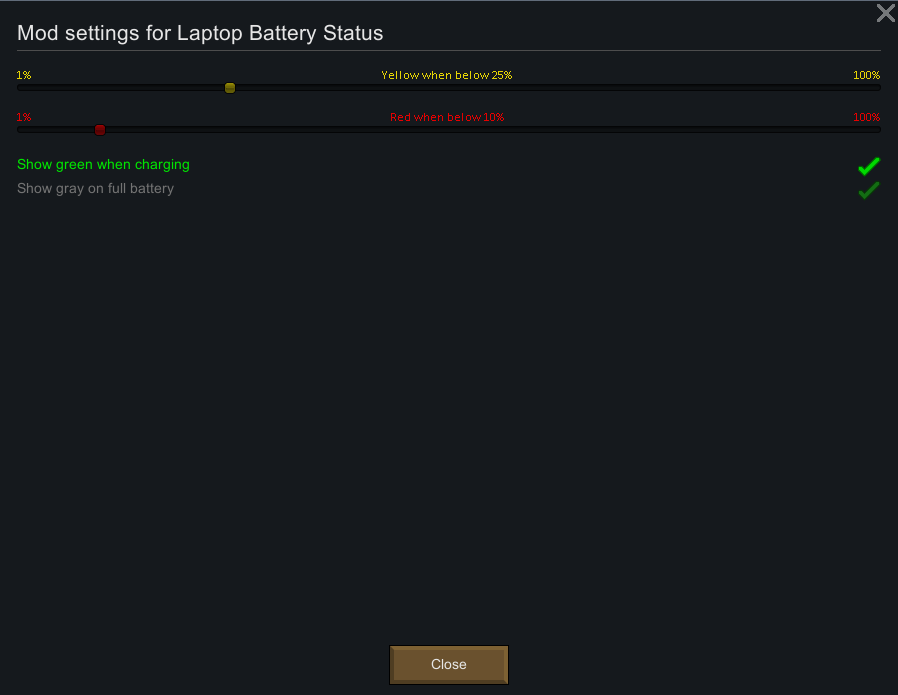 Mod settings for Laptop Battery Status
1% Yellow when below 25% 100%
1% Red when below 10% 100%
Show green when charging
Show gray on full battery
Close